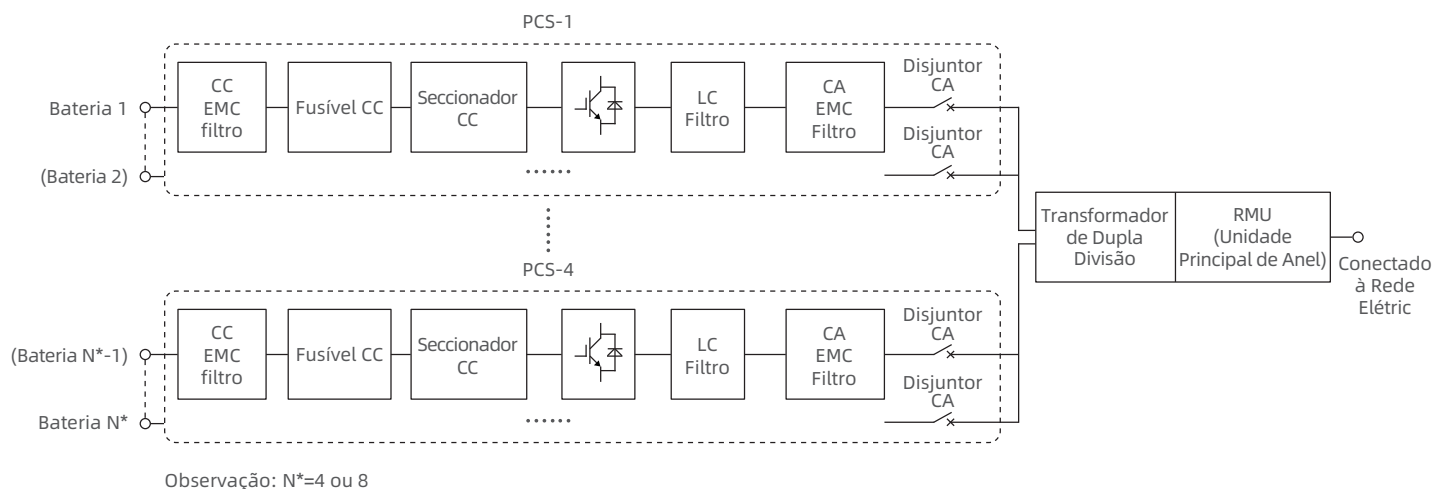 PCS-1
Bateria 1
(Bateria 2)
CC
EMC
filtro
Fusível CC
Seccionador
CC
LC
Filtro
CA
EMC
Filtro
Disjuntor
CA
Disjuntor
CA
PCS-4
(Bateria N*-1)
Bateria N*
CC
EMC
filtro
Fusível CC
Seccionador
CC
LC
Filtro
CA
EMC
Filtro
Disjuntor
CA
Disjuntor
CA
Transformador
de Dupla
Divisão
RMU
(Unidade
Principal de Anel)
Conectado
à Rede
Elétric
Observação: N*=4 ou 8